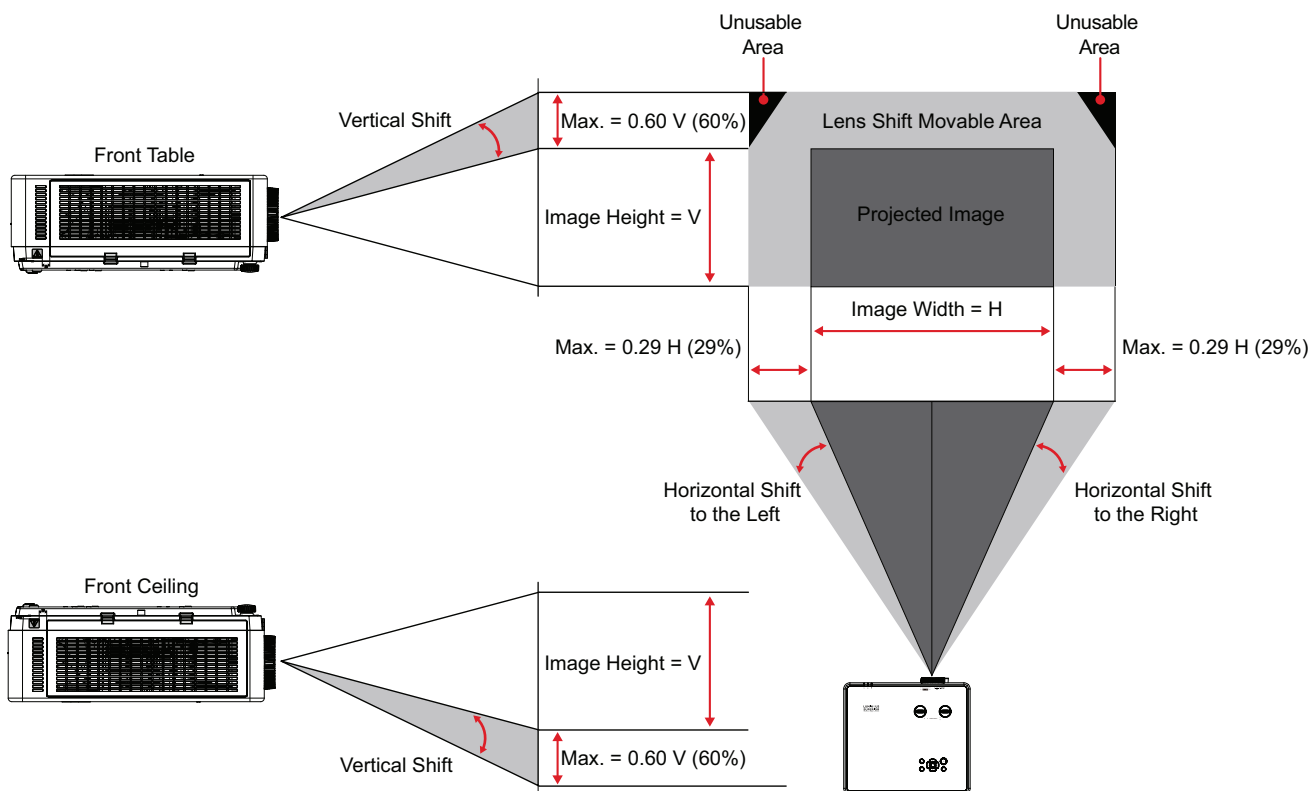 Unusable
Area
Unusable
Area
Vertical Shift
Max. = 0.60 V (60%)
Lens Shift Movable Area
Front Table
Image Height = V
Projected Image
Image Width = H
Max. = 0.29 H (29%)
Max. = 0.29 H (29%)
Horizontal Shift
to the Left
Horizontal Shift
to the Right
Front Ceiling
Image Height = V
Vertical Shift
Max. = 0.60 V (60%)